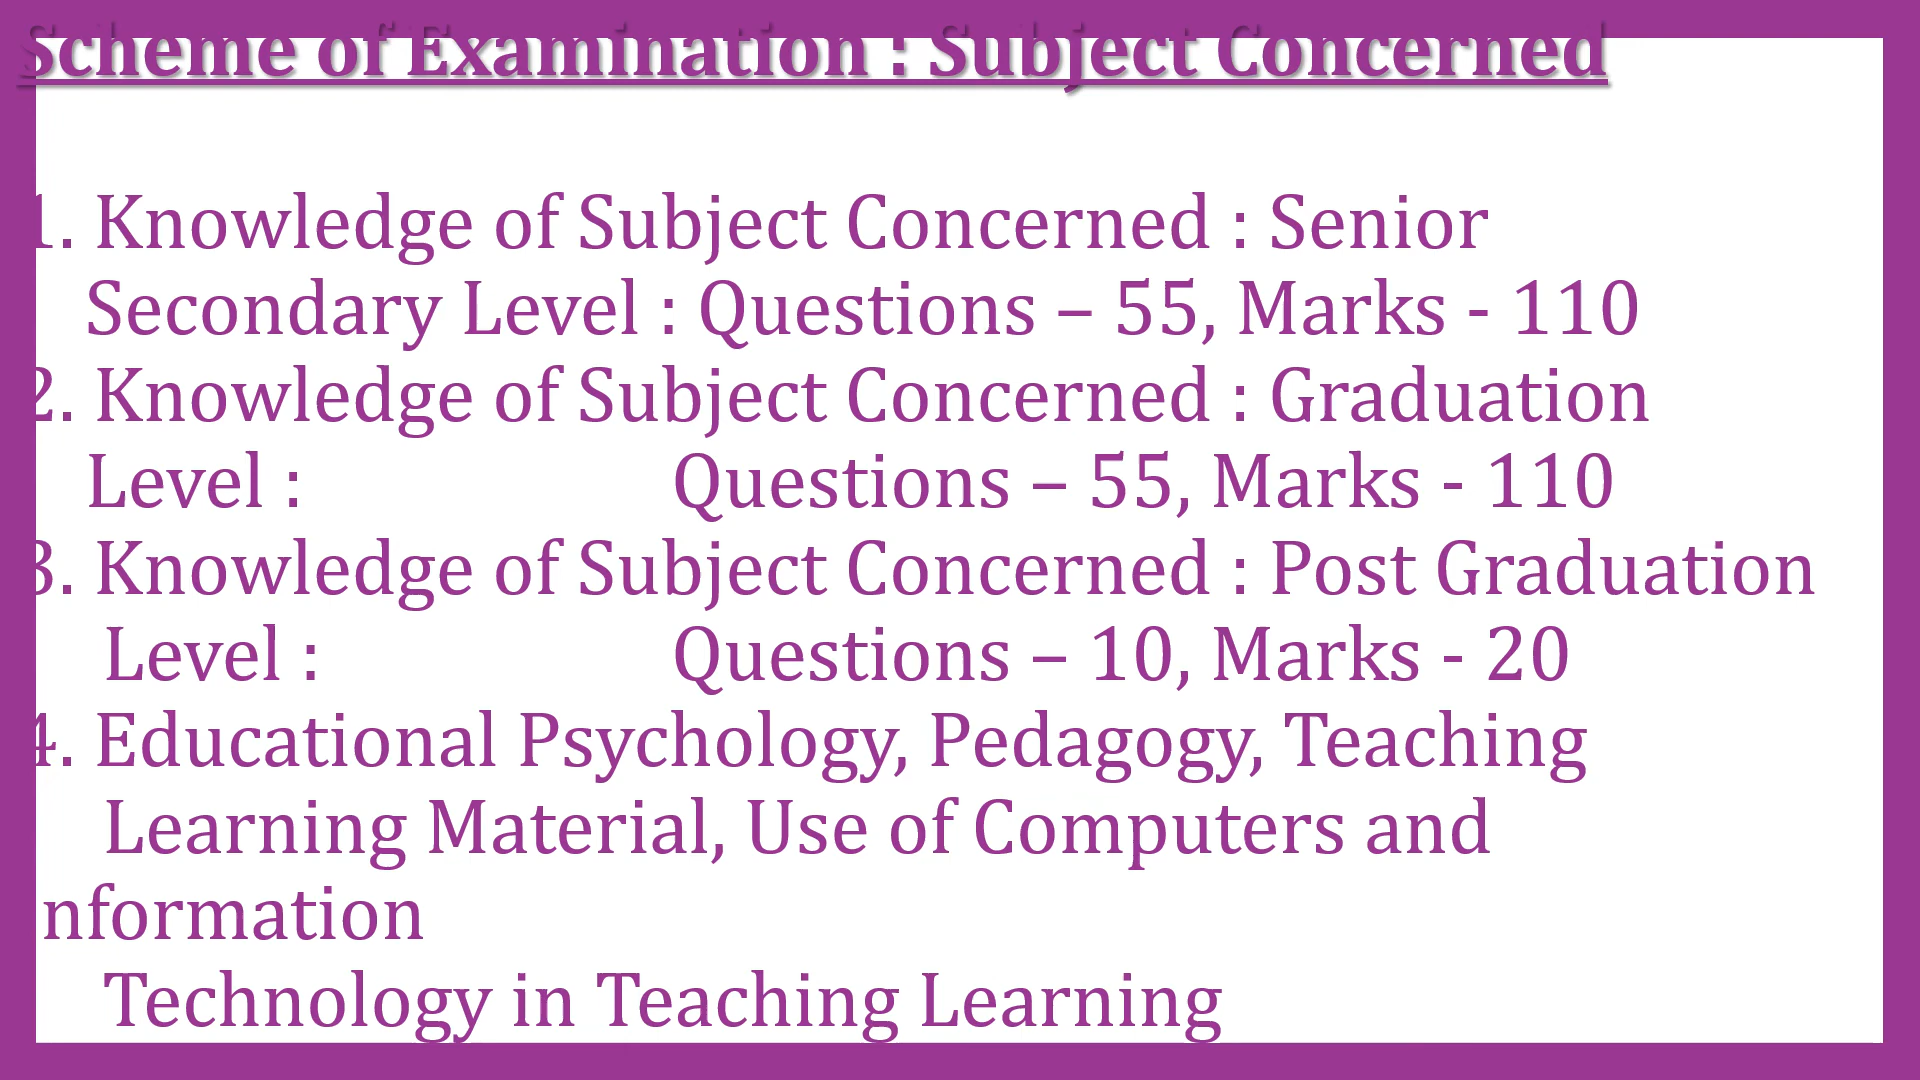 Scheme of Examination : Subject Concerned
1. Knowledge of Subject Concerned : Senior
Secondary Level : Questions – 55, Marks - 110
2. Knowledge of Subject Concerned : Graduation
Level : Questions – 55, Marks - 110
3. Knowledge of Subject Concerned : Post Graduation
Level : Questions – 10, Marks - 20
4. Educational Psychology, Pedagogy, Teaching
Learning Material, Use of Computers and
nformation
Technology in Teaching Learning